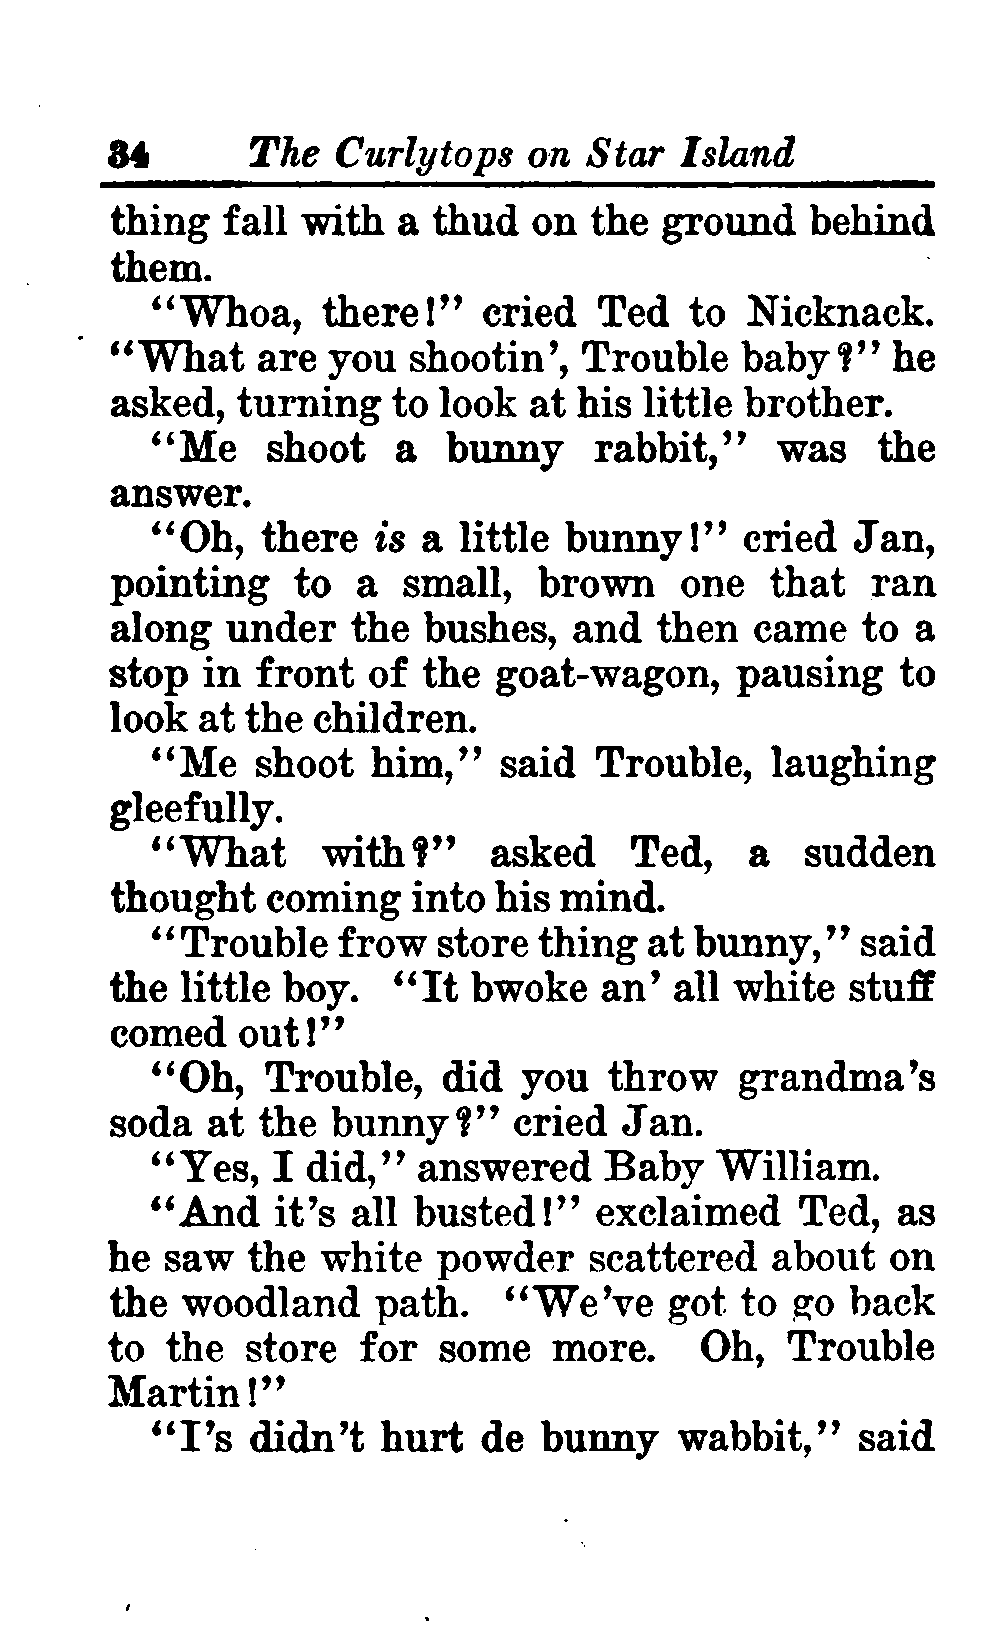 34 The Curlytops on Star Island
thing fall with a thud on the ground behind
them.
"Whoa, there!" cried Ted to Nicknack.
"What are you shootin', Trouble baby?" he
asked, turning to look at his little brother.
"Me shoot a bunny rabbit," was the
answer.
"Oh, there is a little bunny!" cried Jan,
pointing to a small, brown one that ran
along under the bushes, and then came to a
stop in front of the goat-wagon, pausing to
look at the children.
"Me shoot him," said Trouble, laughing
gleefully.
"What with?" asked Ted, a sudden
thought coming into his mind.
"Trouble frow store thing at bunny," said
the little boy. "It bwoke an' all white stuff
comed out!"
"Oh, Trouble, did you throw grandma's
soda at the bunny?" cried Jan.
"Yes, I did," answered Baby William.
"And it's all busted!" exclaimed Ted, as
he saw the white powder scattered about on
the woodland path. "We've got to go back
to the store for some more. Oh, Trouble
Martin!"
"I's didn't hurt de bunny wabbit," said